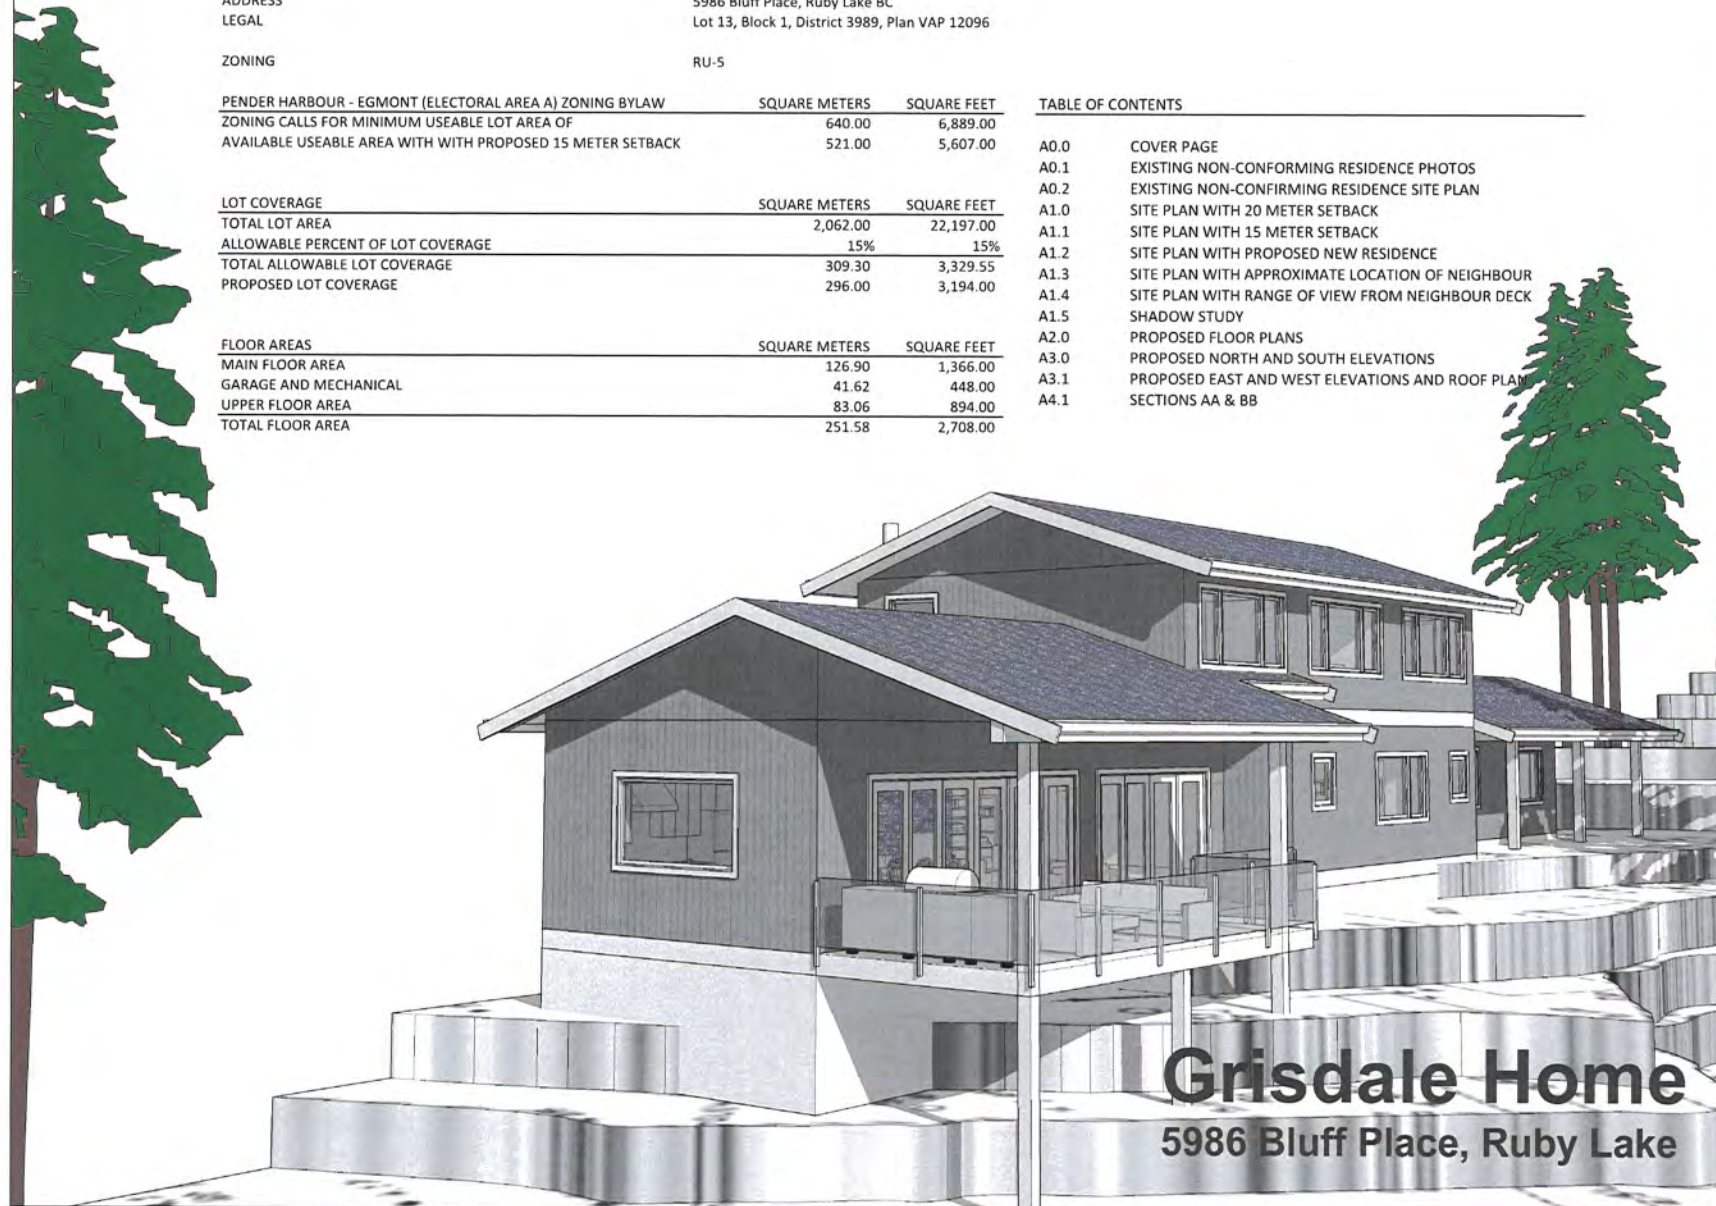 ADDRESS 5986 Bluff Place, Ruby Lake BC
LEGAL Lot 13, Block 1, District 3989, Plan VAP 12096
ZONING RU-5
PENDER HARBOUR - EGMONT (ELECTORAL AREA A) ZONING BYLAW SQUARE METERS SQUARE FEET
ZONING CALLS FOR MINIMUM USEABLE LOT AREA OF 640.00 6,889.00
AVAILABLE USEABLE AREA WITH WITH PROPOSED 15 METER SETBACK 521.00 5,607.00
LOT COVERAGE SQUARE METERS SQUARE FEET
TOTAL LOT AREA 2,062.00 22,197.00
ALLOWABLE PERCENT OF LOT COVERAGE 15% 15%
TOTAL ALLOWABLE LOT COVERAGE 309.30 3,329.55
PROPOSED LOT COVERAGE 296.00 3,194.00
FLOOR AREAS SQUARE METERS SQUARE FEET
MAIN FLOOR AREA 126.90 1,366.00
GARAGE AND MECHANICAL 41.62 448.00
UPPER FLOOR AREA 83.06 894.00
TOTAL FLOOR AREA 251.58 2,708.00
TABLE OF CONTENTS
A0.0 COVER PAGE
A0.1 EXISTING NON-CONFORMING RESIDENCE PHOTOS
A0.2 EXISTING NON-CONFIRMING RESIDENCE SITE PLAN
A1.0 SITE PLAN WITH 20 METER SETBACK
A1.1 SITE PLAN WITH 15 METER SETBACK
A1.2 SITE PLAN WITH PROPOSED NEW RESIDENCE
A1.3 SITE PLAN WITH APPROXIMATE LOCATION OF NEIGHBOUR
A1.4 SITE PLAN WITH RANGE OF VIEW FROM NEIGHBOUR DECK
A1.5 SHADOW STUDY
A2.0 PROPOSED FLOOR PLANS
A3.0 PROPOSED NORTH AND SOUTH ELEVATIONS
A3.1 PROPOSED EAST AND WEST ELEVATIONS AND ROOF PLAN
A4.1 SECTIONS AA & BB
Grisdale Home
5986 Bluff Place, Ruby Lake